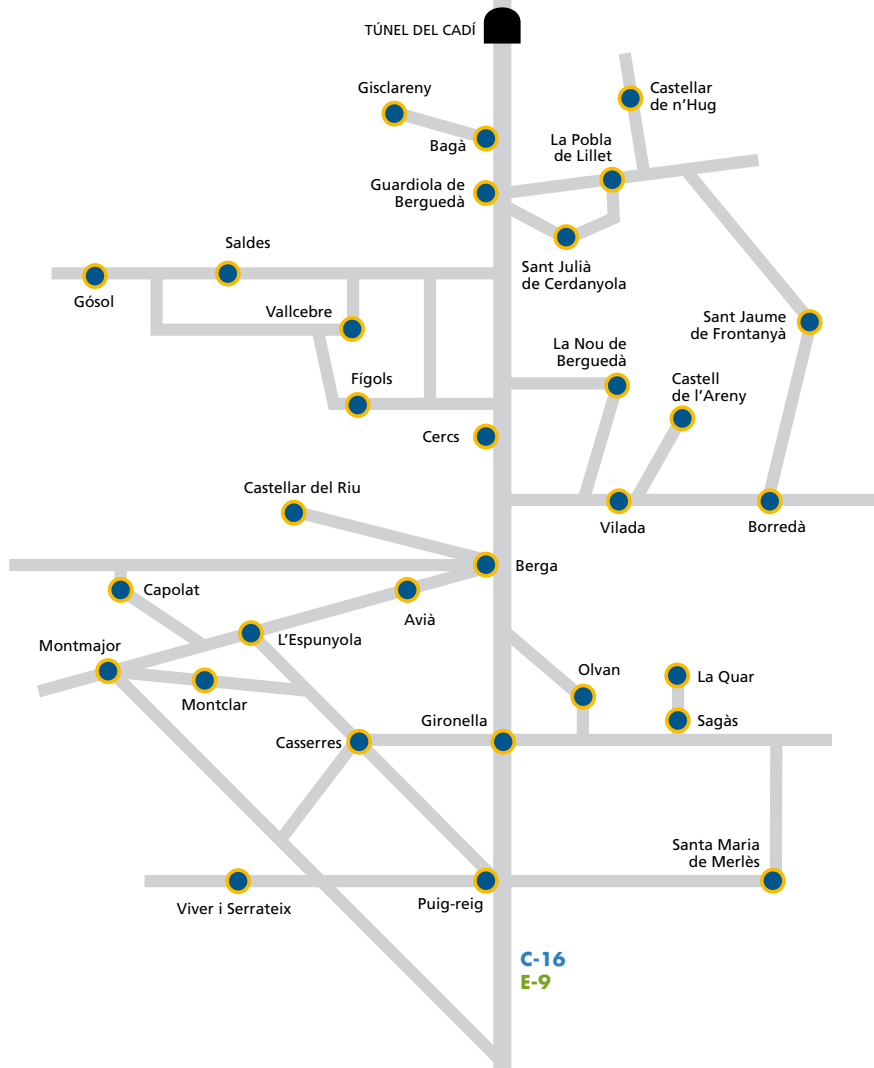 TÚNEL DEL CADÍ
Gisclareny
Castellar
de n'Hug
Bagà
La Pobla
de Lillet
Guardiola de
Berguedà
Saldes
Sant Julià
de Cerdanyola
Gósol
Vallcebre
Sant Jaume
de Frontanyà
La Nou de
Berguedà
Fígols
Castell
de l'Areny
Cercs
Castellar del Riu
Vilada
Borredà
Berga
Capolat
Avià
L'Espunyola
Montmajor
Olvan
La Quar
Montclar
Gironella
Sagàs
Casserres
Santa Maria
de Merlès
Viver i Serrateix
Puig-reig
C-16
E-9